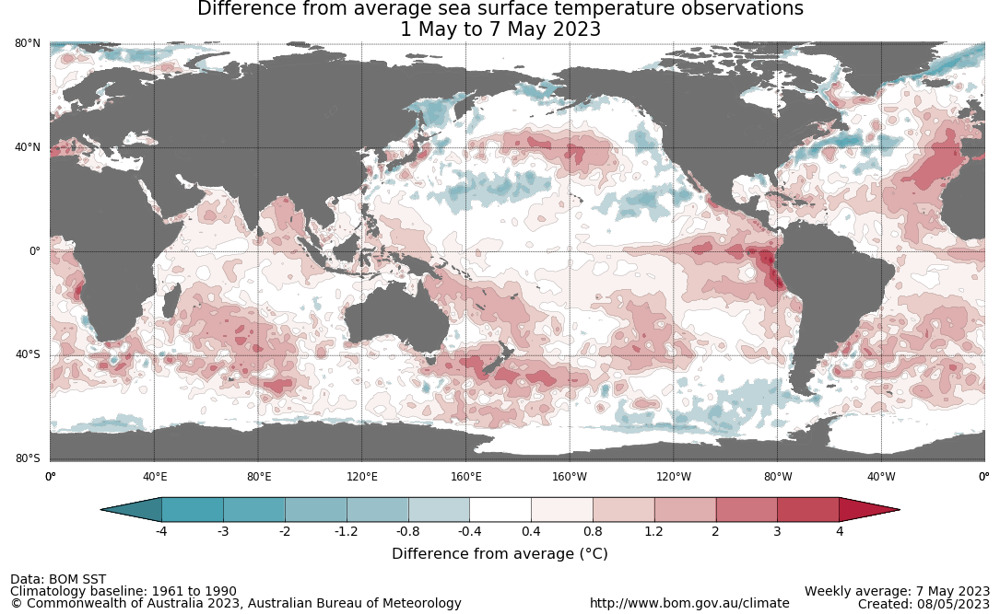 Difference from average sea surface temperature observations
1 May to 7 May 2023
80°N
40°N
0°
40°S
80°S
0° 40°E 80°E 120°E 160°E 160°W 120°W 80°W 40°W 0°
-4 -3 -2 -1.2 -0.8 -0.4 0.4 0.8 1.2 2 3 4
Difference from average (°C)
Data: BOM SST
Climatology baseline: 1961 to 1990
© Commonwealth of Australia 2023, Australian Bureau of Meteorology
http://www.bom.gov.au/climate
Weekly average: 7 May 2023
Created: 08/05/2023